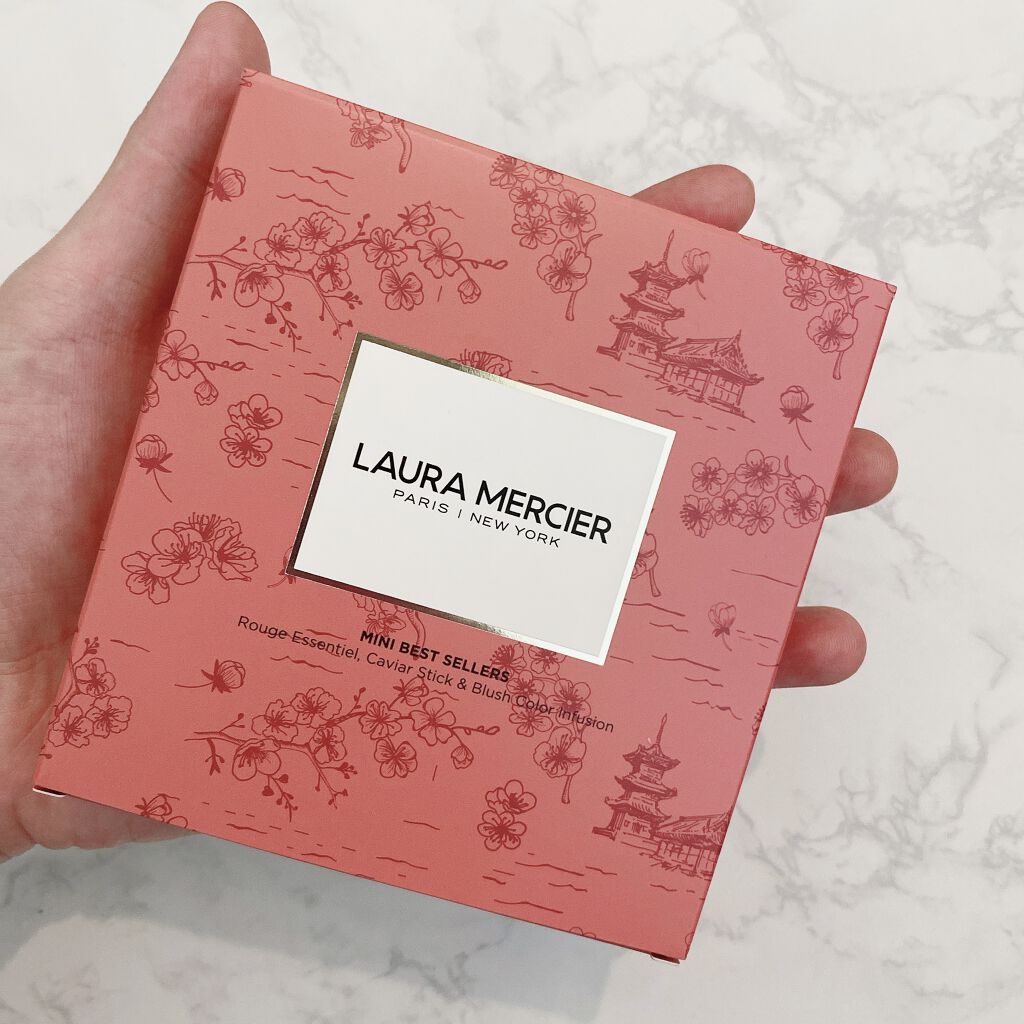 LAURA MERCIER
PARIS | NEW YORK
MINI BEST SELLERS
Rouge Essentiel, Caviar Stick & Blush Color Infusion